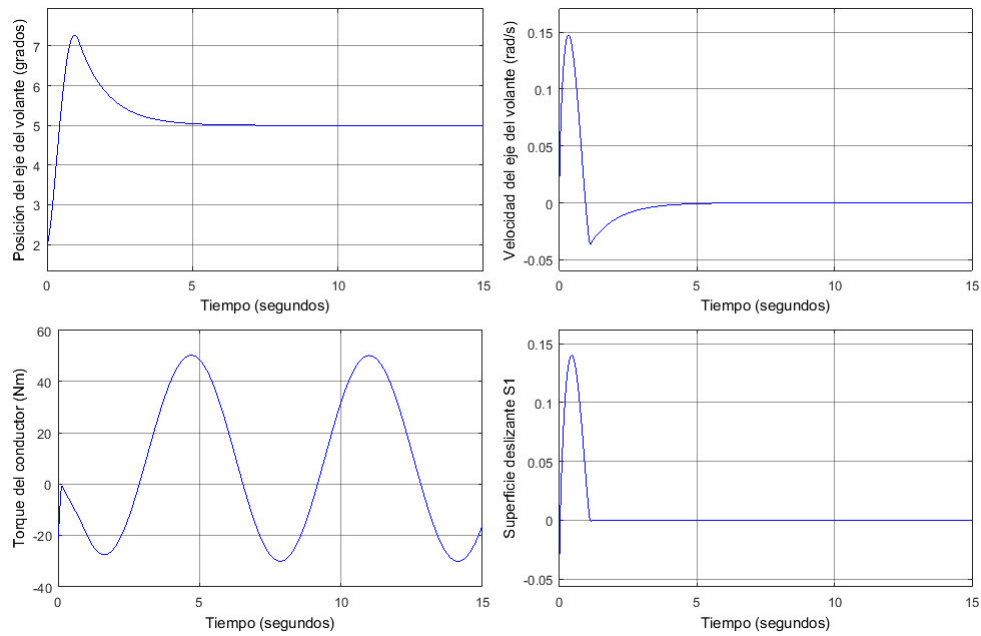 Posición del eje del volante (grados)
7
6
5
4
3
2
0 5 10 15
Tiempo (segundos)
Velocidad del eje del volante (rad/s)
0.15
0.1
0.05
0
-0.05
0 5 10 15
Tiempo (segundos)
Torque del conductor (Nm)
60
40
20
0
-20
-40
0 5 10 15
Tiempo (segundos)
Superficie deslizante S1
0.15
0.1
0.05
0
-0.05
0 5 10 15
Tiempo (segundos)